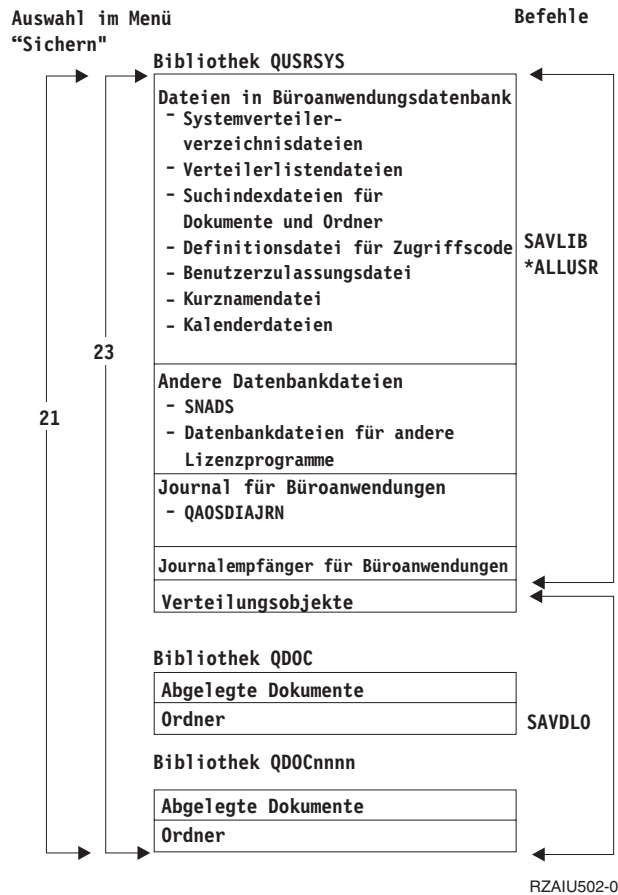 Auswahl im Menü
“Sichern"
Befehle
Bibliothek QUSRSYS
Dateien in Büroanwendungsdatenbank
- Systemverteiler-
verzeichnisdateien
- Verteilerlistendateien
- Suchindexdateien für
Dokumente und Ordner
- Definitionsdatei für Zugriffscode
- Benutzerzulassungsdatei
- Kurznamendatei
- Kalenderdateien
SAVLIB
*ALLUSR
23
21
Andere Datenbankdateien
- SNADS
- Datenbankdateien für andere
Lizenzprogramme
Journal für Büroanwendungen
- QAOSDIAJRN
Journalempfänger für Büroanwendungen
Verteilungsobjekte
Bibliothek QDOC
Abgelegte Dokumente
Ordner
SAVDLO
Bibliothek QDOCnnnn
Abgelegte Dokumente
Ordner
RZAIU502-0